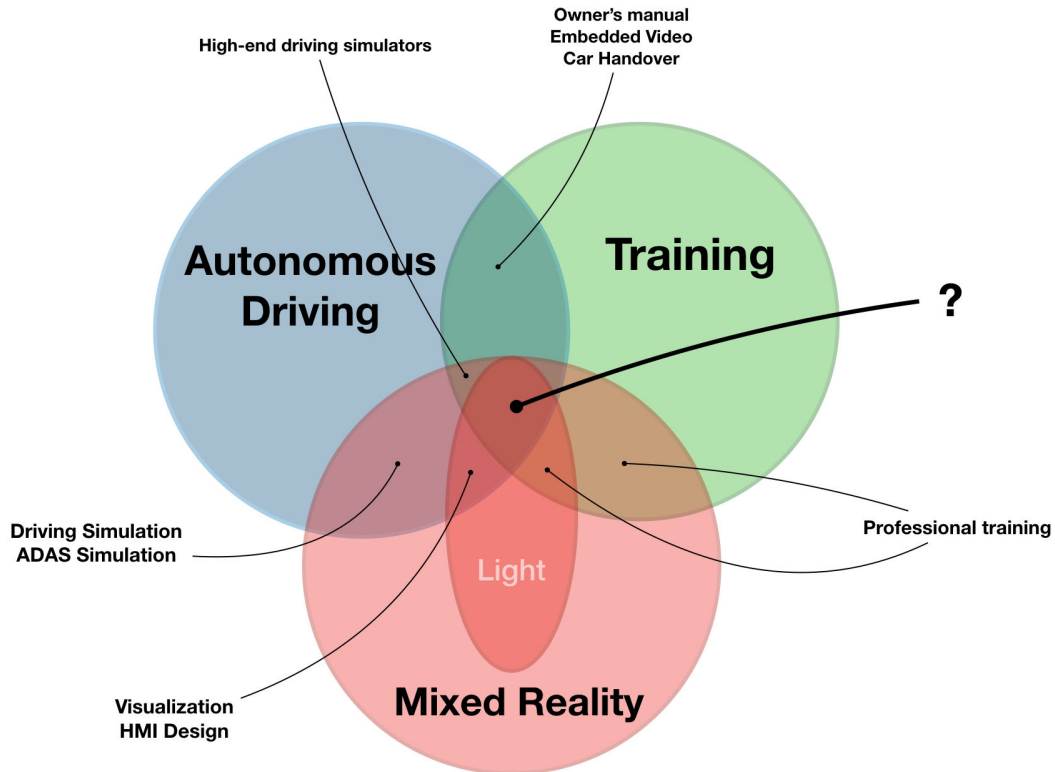 Owner’s manual
Embedded Video
Car Handover
High-end driving simulators
Autonomous
Driving
Training
?
Driving Simulation
ADAS Simulation
Professional training
Light
Mixed Reality
Visualization
HMI Design